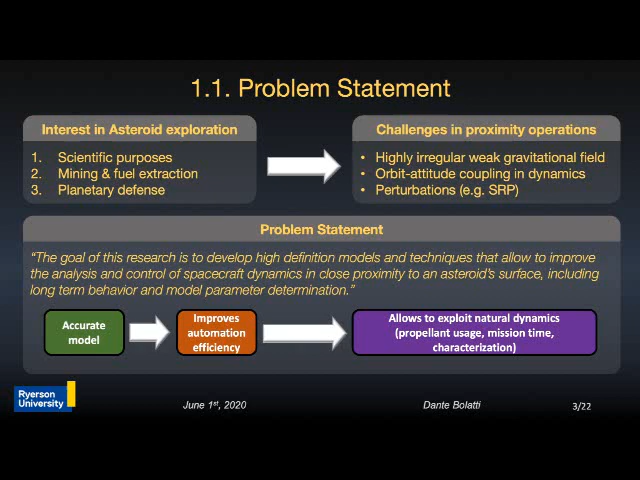 1.1. Problem Statement
Interest in Asteroid exploration
1. Scientific purposes
2. Mining & fuel extraction
3. Planetary defense
Challenges in proximity operations
• Highly irregular weak gravitational field
• Orbit-attitude coupling in dynamics
• Perturbations (e.g. SRP)
Problem Statement
“The goal of this research is to develop high definition models and techniques that allow to improve
the analysis and control of spacecraft dynamics in close proximity to an asteroid’s surface, including
long term behavior and model parameter determination.”
Accurate
model
Improves
automation
efficiency
Allows to exploit natural dynamics
(propellant usage, mission time,
characterization)
Ryerson
University
June 1st, 2020
Dante Bolatti
3/22